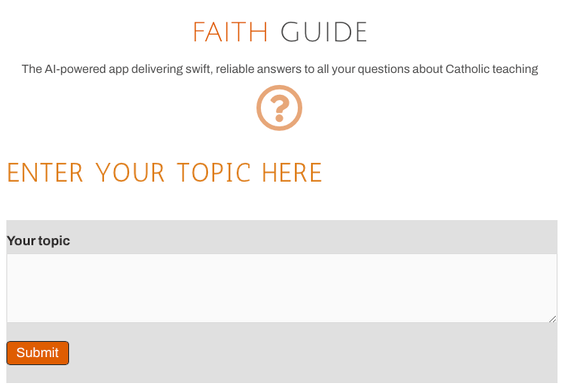 FAITH GUIDE
The AI-powered app delivering swift, reliable answers to all your questions about Catholic teaching
?
ENTER YOUR TOPIC HERE
Your topic
Submit